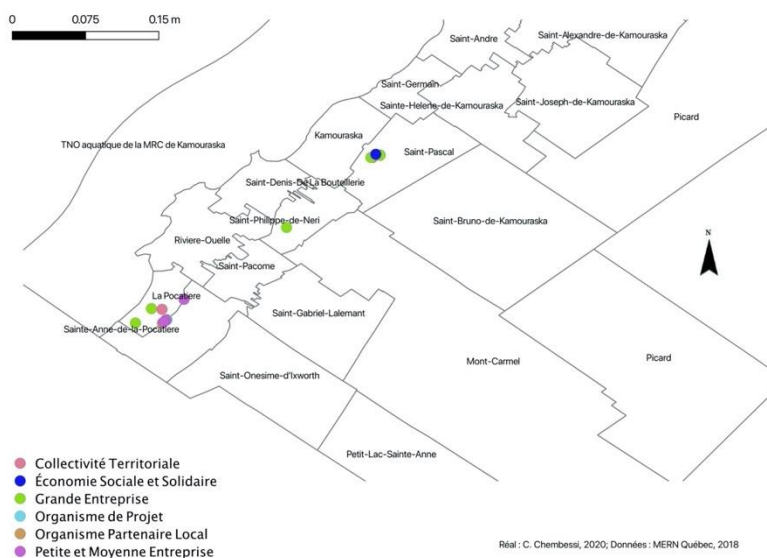 0 0.075 0.15 m
Saint-Andre
Saint-Alexandre-de-Kamouraska
Saint-Germain
Sainte-Helene-de-Kamouraska
Saint-Joseph-de-Kamouraska
Picard
Kamouraska
TNO aquatique de la MRC de Kamouraska
Saint-Pascal
Saint-Denis-De La Bouteillerie
Saint-Philippe-de-Neri
Saint-Bruno-de-Kamouraska
N
Riviere-Ouelle
Saint-Pacome
La Pocatiere
Saint-Gabriel-Lalemant
Sainte-Anne-de-la-Pocatiere
Mont-Carmel
Picard
Saint-Onesime-d'Ixworth
Petit-Lac-Sainte-Anne
Collectivité Territoriale
Économie Sociale et Solidaire
Grande Entreprise
Organisme de Projet
Organisme Partenaire Local
Petite et Moyenne Entreprise
Réal : C. Chembessi, 2020; Données : MERN Québec, 2018